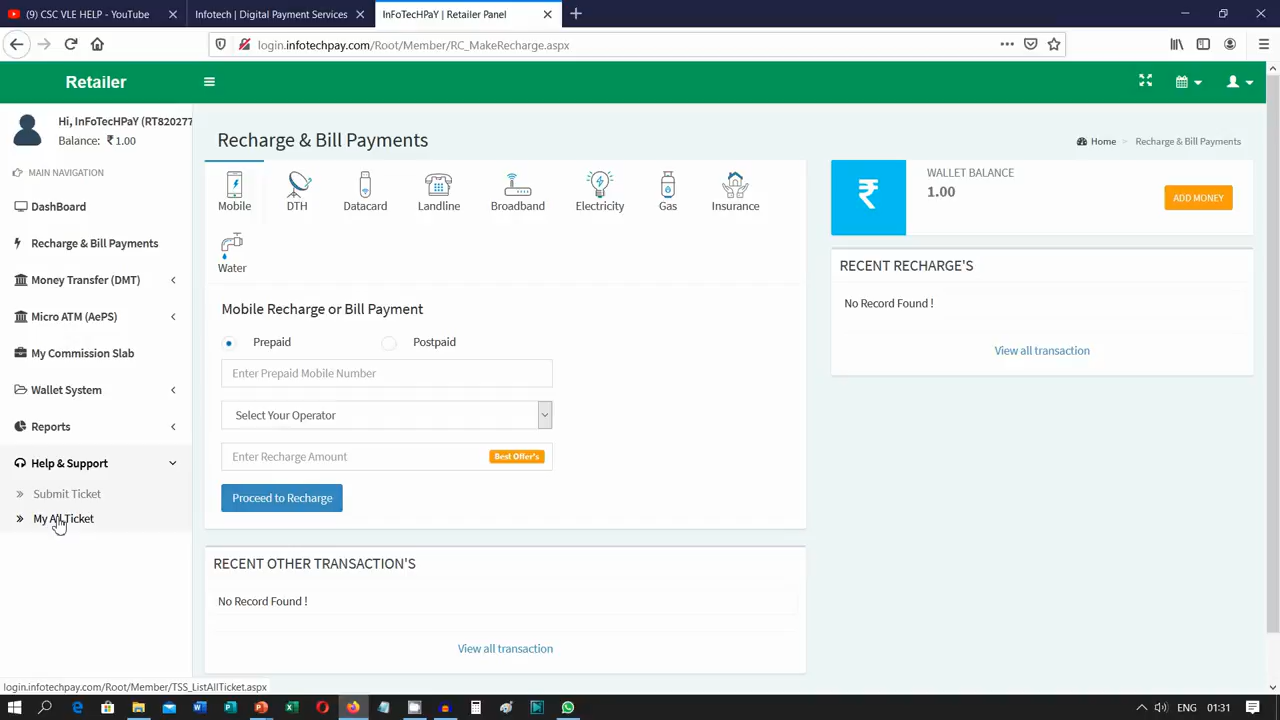 (9) CSC VLE HELP - YouTube
Infotech | Digital Payment Services
InFoTecHPaY | Retailer Panel
login.infotechpay.com/Root/Member/RC_MakeRecharge.aspx
Retailer
Hi, InFoTecHPaY (RT820277
Balance: ₹ 1.00
MAIN NAVIGATION
DashBoard
Recharge & Bill Payments
Money Transfer (DMT)
Micro ATM (AePS)
My Commission Slab
Wallet System
Reports
Help & Support
Submit Ticket
My All Ticket
Recharge & Bill Payments
Home > Recharge & Bill Payments
Mobile
DTH
Datacard
Landline
Broadband
Electricity
Gas
Insurance
Water
Mobile Recharge or Bill Payment
Prepaid
Postpaid
Enter Prepaid Mobile Number
Select Your Operator
Enter Recharge Amount
Best Offer's
Proceed to Recharge
RECENT OTHER TRANSACTION'S
No Record Found !
View all transaction
₹
WALLET BALANCE
1.00
ADD MONEY
RECENT RECHARGE'S
No Record Found !
View all transaction
login.infotechpay.com/Root/Member/TSS_ListAllTicket.aspx
ENG
01:31